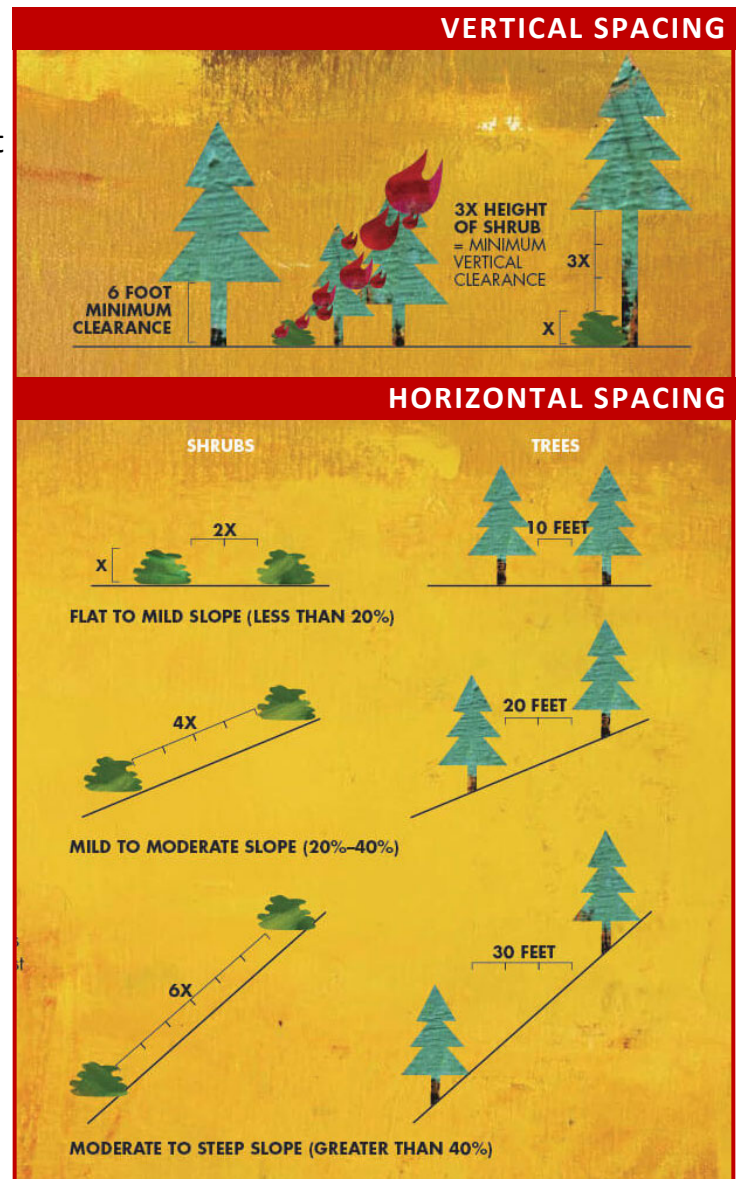 VERTICAL SPACING
t
6 FOOT
MINIMUM
CLEARANCE
3X HEIGHT
OF SHRUB
= MINIMUM
VERTICAL
CLEARANCE
3X
X
HORIZONTAL SPACING
SHRUBS
TREES
2X
X
10 FEET
FLAT TO MILD SLOPE (LESS THAN 20%)
4X
20 FEET
MILD TO MODERATE SLOPE (20%–40%)
s
st
6X
30 FEET
MODERATE TO STEEP SLOPE (GREATER THAN 40%)